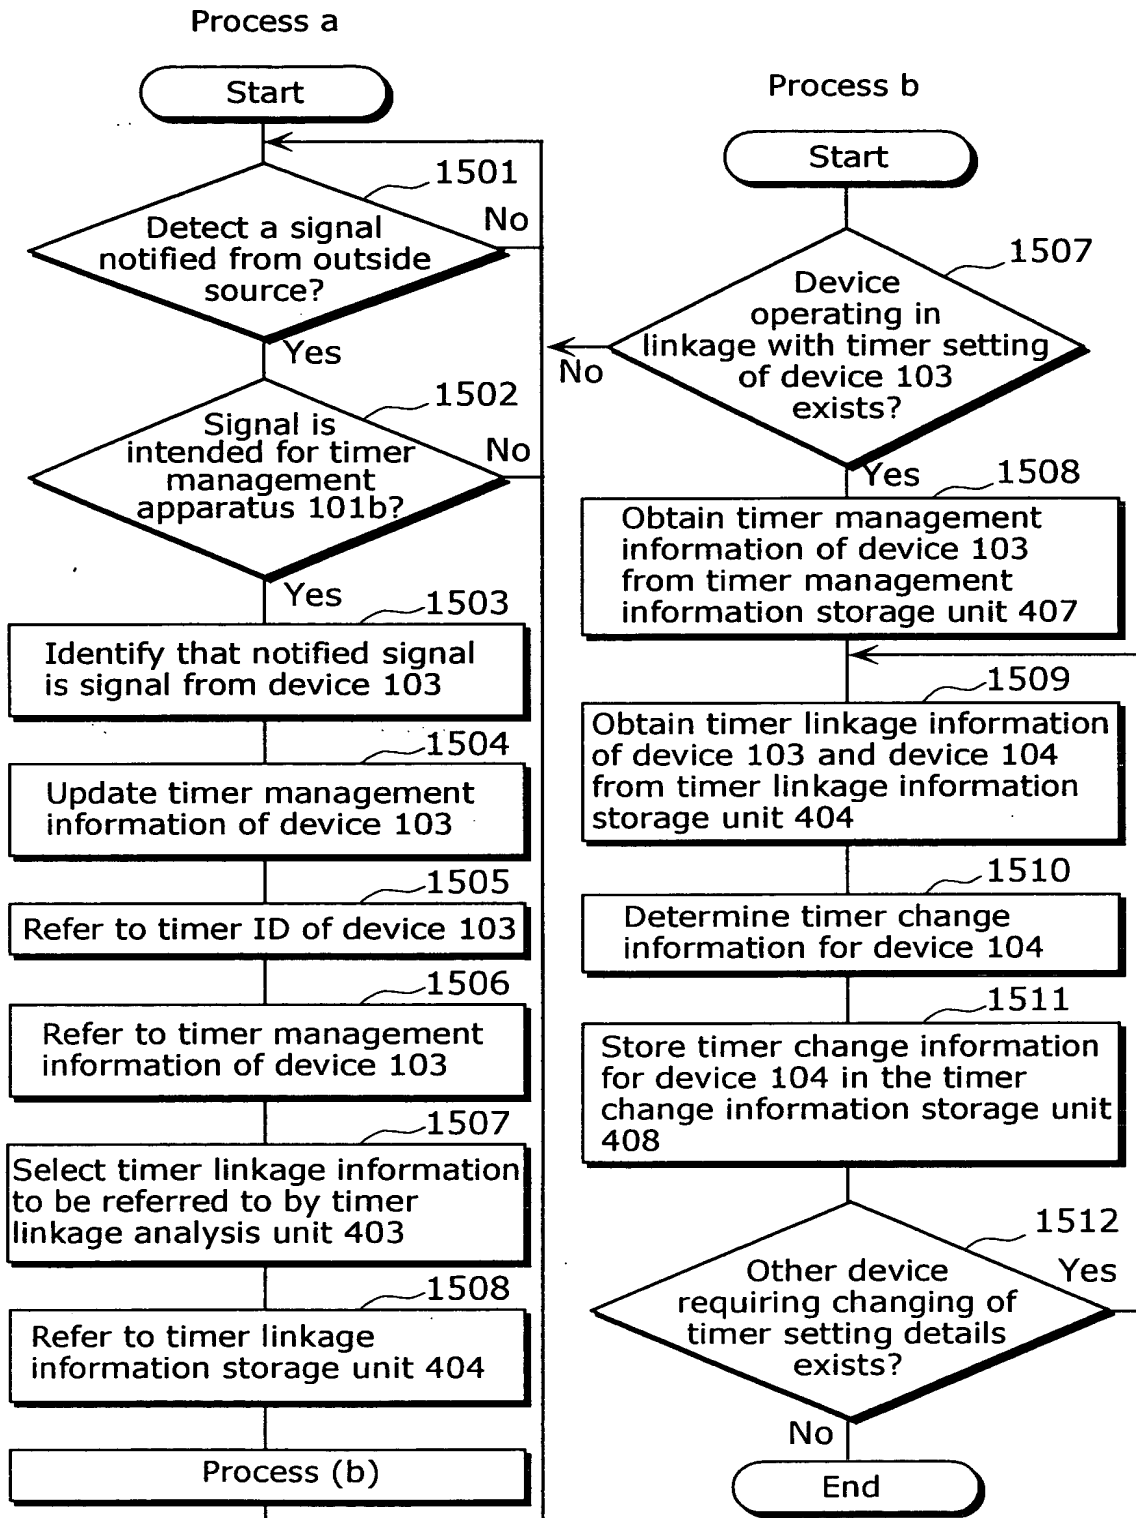 Process a
Start
1501
Detect a signal
notified from outside
source?
No
Yes
1502
Signal is
intended for timer
management
apparatus 101b?
No
Yes
1503
Identify that notified signal
is signal from device 103
1504
Update timer management
information of device 103
1505
Refer to timer ID of device 103
1506
Refer to timer management
information of device 103
1507
Select timer linkage information
to be referred to by timer
linkage analysis unit 403
1508
Refer to timer linkage
information storage unit 404
Process (b)
Process b
Start
1507
Device
operating in
linkage with timer setting
of device 103
exists?
No
Yes
1508
Obtain timer management
information of device 103
from timer management
information storage unit 407
1509
Obtain timer linkage information
of device 103 and device 104
from timer linkage information
storage unit 404
1510
Determine timer change
information for device 104
1511
Store timer change information
for device 104 in the timer
change information storage unit
408
1512
Other device
requiring changing of
timer setting details
exists?
Yes
No
End